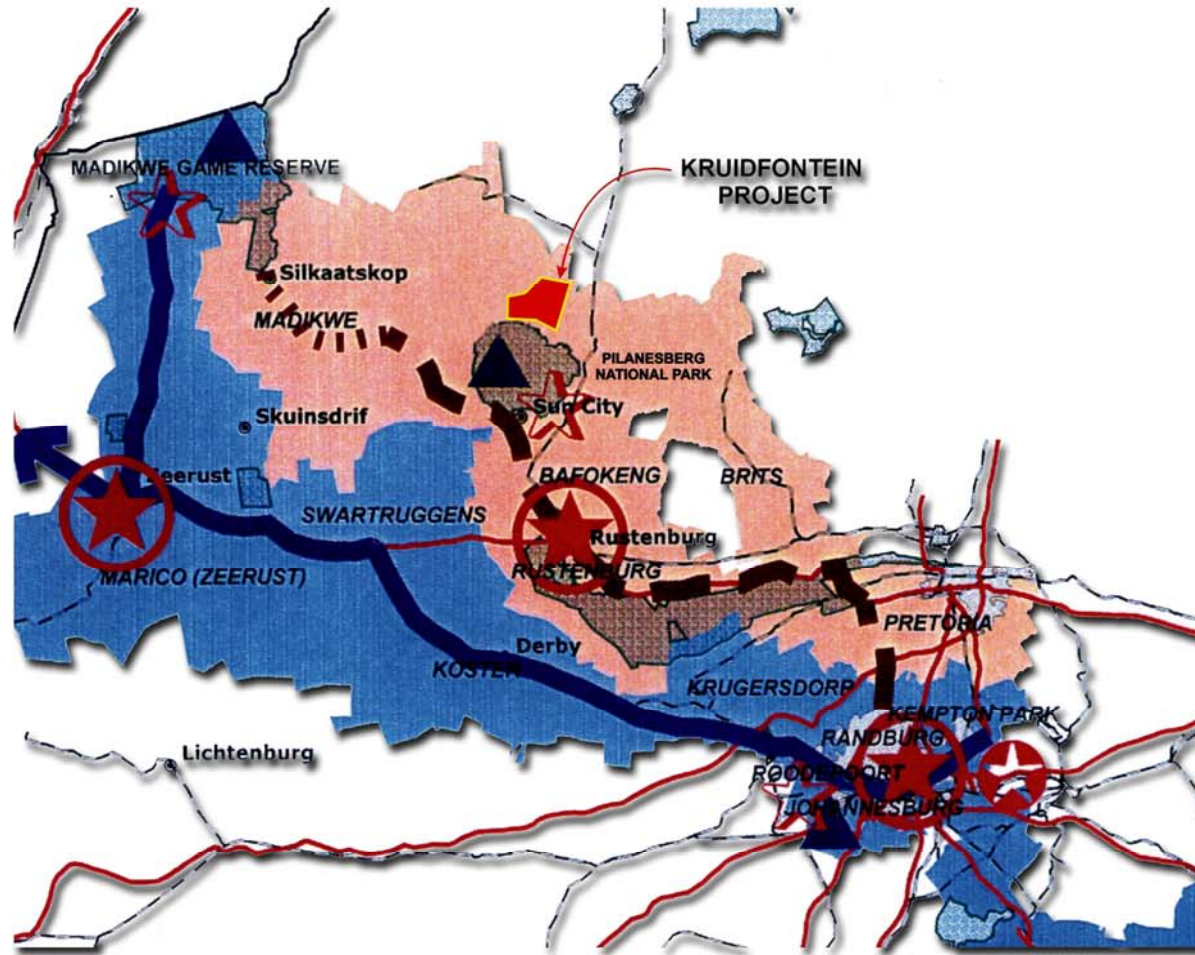 MADIKWE GAME RESERVE
KRUIDFONTEIN
PROJECT
Silkaatskop
MADIKWE
PILANESBERG
NATIONAL PARK
Sun City
Skuinsdrif
Zeerust
BAFOKENG
BRITS
SWARTRUGGENS
Rustenburg
MARICO (ZEERUST)
RUSTENBURG
PRETORIA
Derby
KOSTER
KRUGERSDORP
KEMPTON PARK
RANDBURG
Lichtenburg
ROODEPOORT
JOHANNESBURG